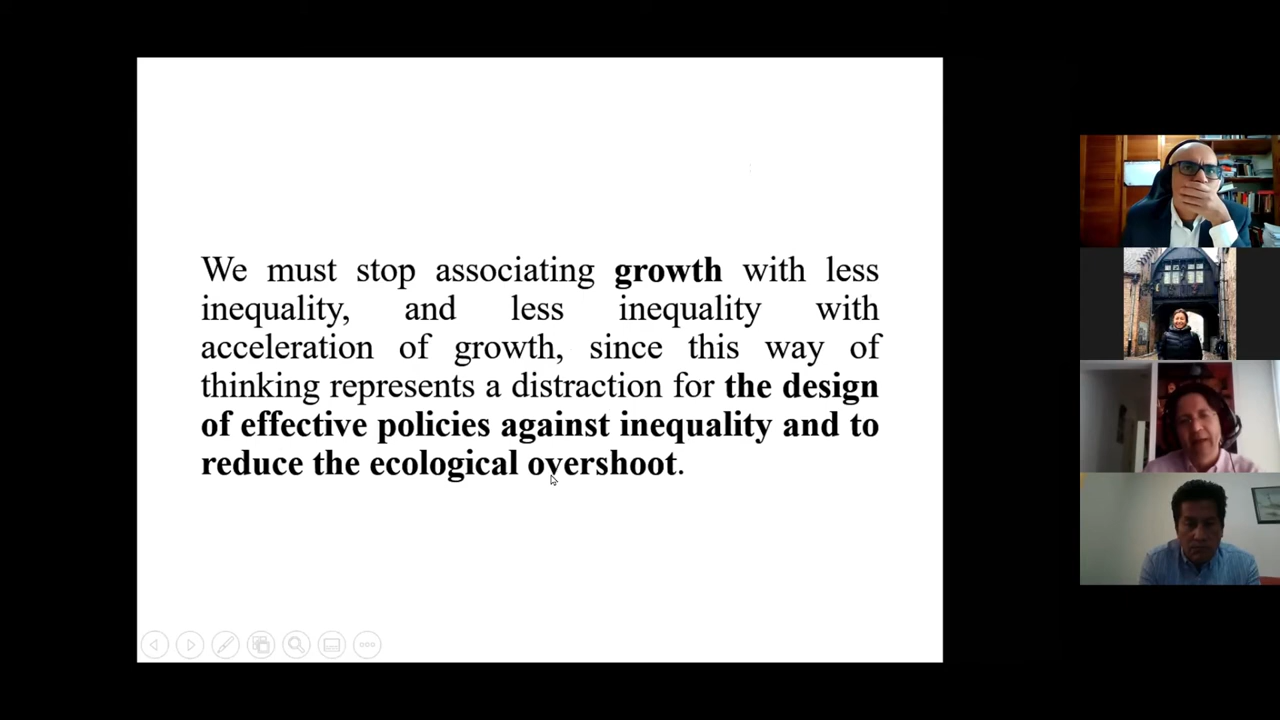 We must stop associating growth with less
inequality, and less inequality with
acceleration of growth, since this way of
thinking represents a distraction for the design
of effective policies against inequality and to
reduce the ecological overshoot.